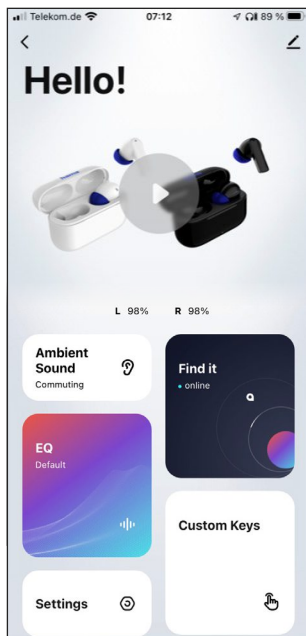 Telekom.de
07:12
89 %
Hello!
L 98% R 98%
Ambient
Sound
Commuting
Find it
online
EQ
Default
Custom Keys
Settings